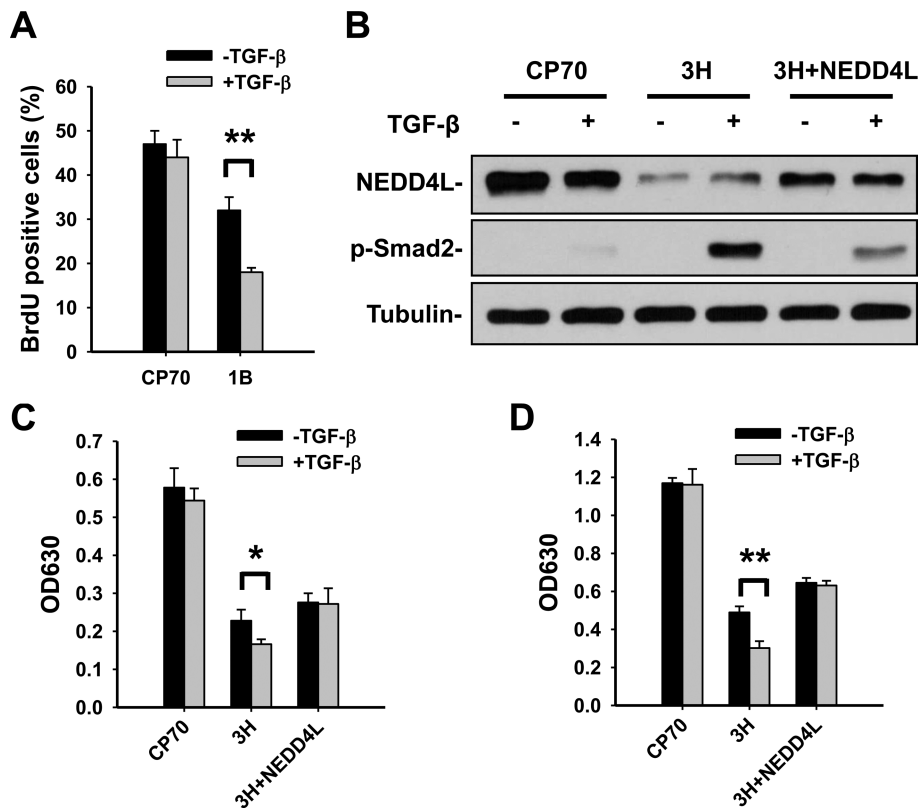 A
-TGF-β
+TGF-β
BrdU positive cells (%)
60
50
40
30
20
10
0
**
CP70 1B
B
CP70 3H 3H+NEDD4L
TGF-β - + - + - +
NEDD4L-
p-Smad2-
Tubulin-
C
-TGF-β
+TGF-β
OD630
0.7
0.6
0.5
0.4
0.3
0.2
0.1
0.0
*
CP70 3H 3H+NEDD4L
D
-TGF-β
+TGF-β
OD630
1.4
1.2
1.0
0.8
0.6
0.4
0.2
0.0
**
CP70 3H 3H+NEDD4L